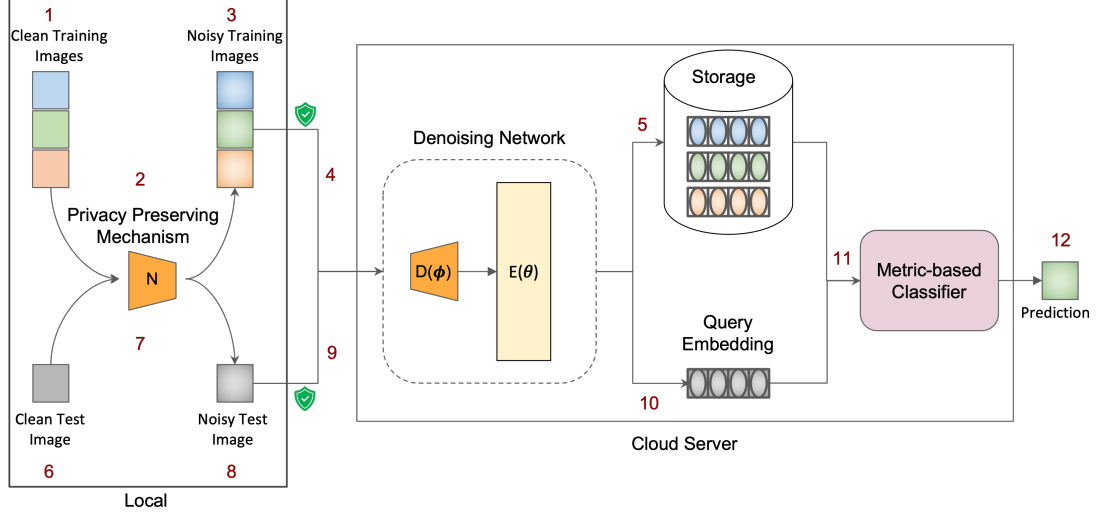 1
Clean Training
Images
3
Noisy Training
Images
2
Privacy Preserving
Mechanism
N
7
Clean Test
Image
6
Noisy Test
Image
8
Local
4
9
Denoising Network
D(ϕ)
E(θ)
5
Storage
Query
Embedding
10
11
Metric-based
Classifier
12
Prediction
Cloud Server